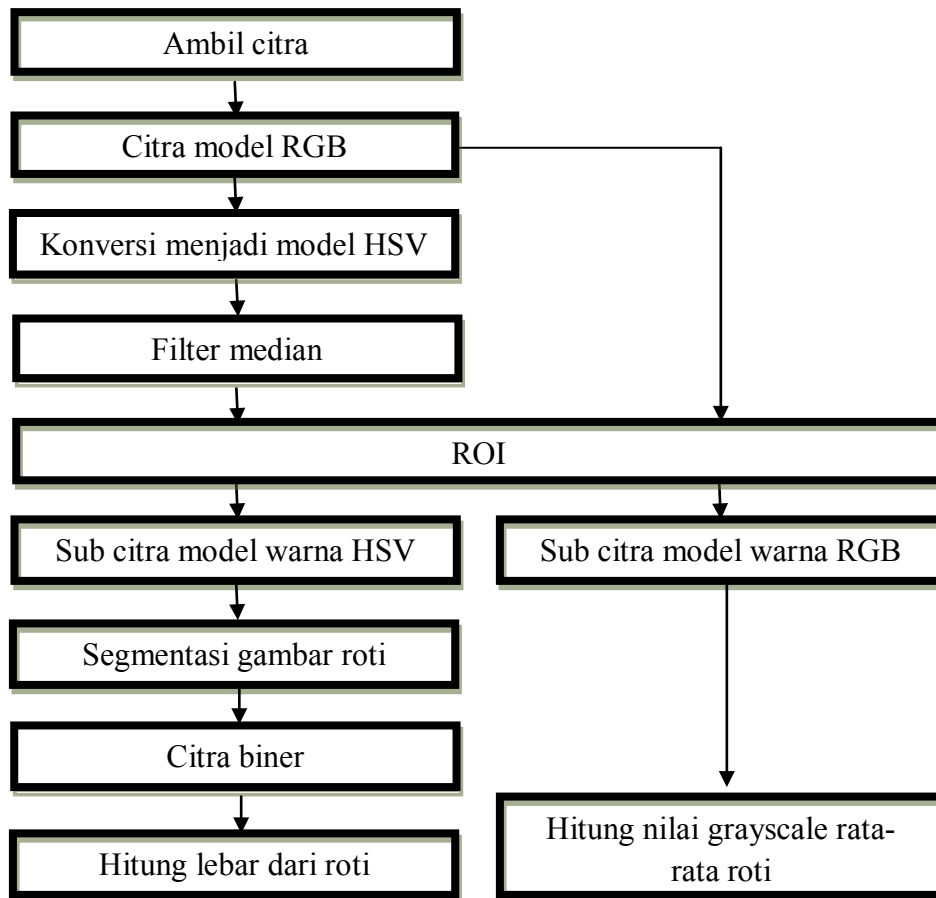 Ambil citra
Citra model RGB
Konversi menjadi model HSV
Filter median
ROI
Sub citra model warna HSV
Sub citra model warna RGB
Segmentasi gambar roti
Citra biner
Hitung lebar dari roti
Hitung nilai grayscale rata-
rata roti